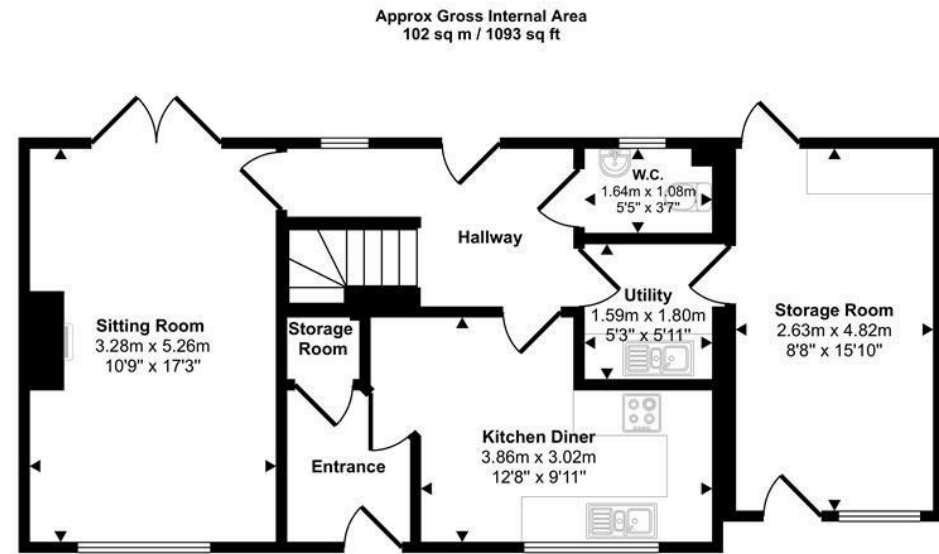 Approx Gross Internal Area
102 sq m / 1093 sq ft
W.C.
1.64m x 1.08m
5'5" x 3'7"
Hallway
Utility
1.59m x 1.80m
5'3" x 5'11"
Storage Room
2.63m x 4.82m
8'8" x 15'10"
Sitting Room
3.28m x 5.26m
10'9" x 17'3"
Storage
Room
Kitchen Diner
3.86m x 3.02m
12'8" x 9'11"
Entrance